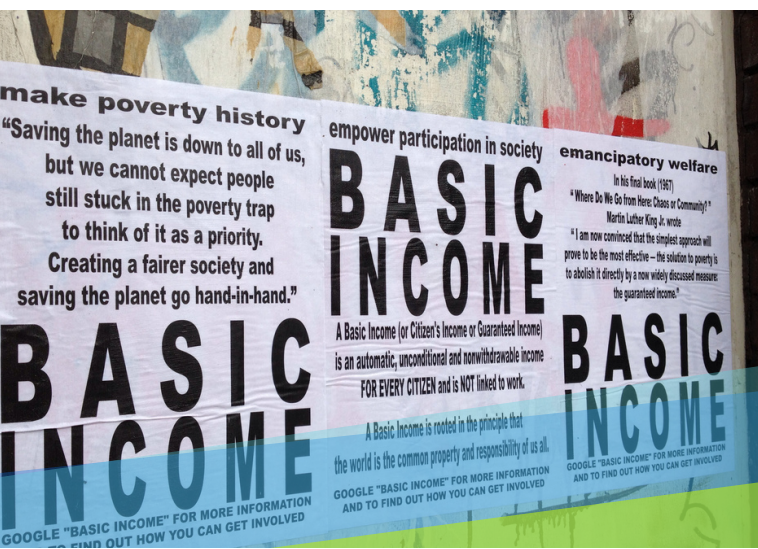 make poverty history
“Saving the planet is down to all of us,
but we cannot expect people
still stuck in the poverty trap
to think of it as a priority.
Creating a fairer society and
saving the planet go hand-in-hand.”
BASIC
INCOME
GOOGLE "BASIC INCOME" FOR MORE INFORMATION
TO FIND OUT HOW YOU CAN GET INVOLVED
empower participation in society
BASIC
INCOME
A Basic Income (or Citizen's Income or Guaranteed Income)
is an automatic, unconditional and nonwithdrawable income
FOR EVERY CITIZEN and is NOT linked to work.
A Basic Income is rooted in the principle that
the world is the common property and responsibility of us all.
GOOGLE "BASIC INCOME" FOR MORE INFORMATION
AND TO FIND OUT HOW YOU CAN GET INVOLVED
emancipatory welfare
In his final book (1967)
“Where Do We Go from Here: Chaos or Community?”
Martin Luther King Jr. wrote
“I am now convinced that the simplest approach will
prove to be the most effective – the solution to poverty is
to abolish it directly by a now widely discussed measure:
the guaranteed income.”
BASIC
INCOME
GOOGLE "BASIC INCOME" FOR MORE INFORMATION
AND TO FIND OUT HOW YOU CAN GET INVOLVED